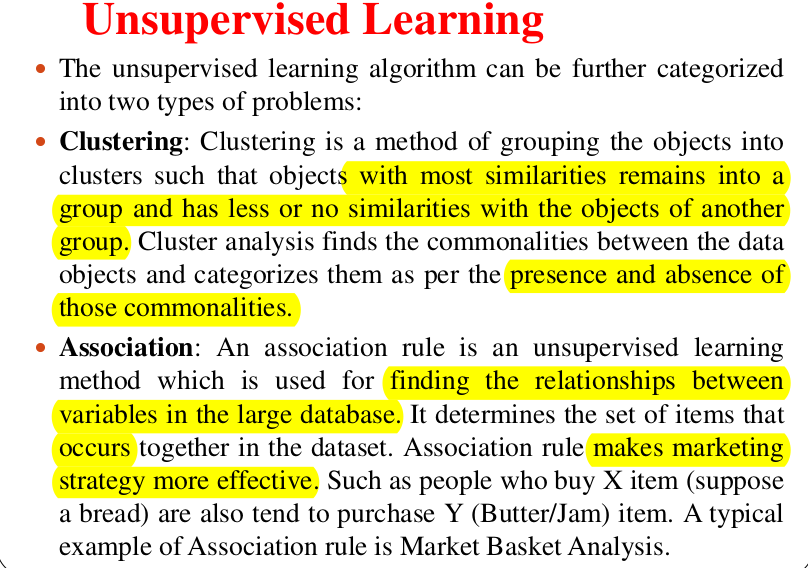 Unsupervised Learning
• The unsupervised learning algorithm can be further categorized
into two types of problems:
• Clustering: Clustering is a method of grouping the objects into
clusters such that objects with most similarities remains into a
group and has less or no similarities with the objects of another
group. Cluster analysis finds the commonalities between the data
objects and categorizes them as per the presence and absence of
those commonalities.
• Association: An association rule is an unsupervised learning
method which is used for finding the relationships between
variables in the large database. It determines the set of items that
occurs together in the dataset. Association rule makes marketing
strategy more effective. Such as people who buy X item (suppose
a bread) are also tend to purchase Y (Butter/Jam) item. A typical
example of Association rule is Market Basket Analysis.